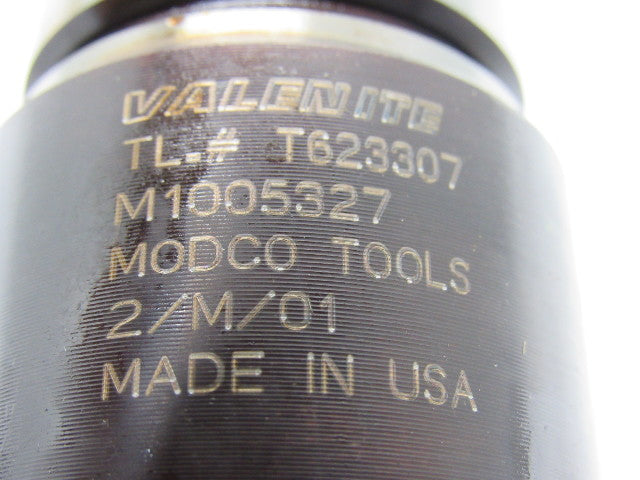 VALENITE
TL.# T623307
M1005327
MODCO TOOLS
2/M/01
MADE IN USA